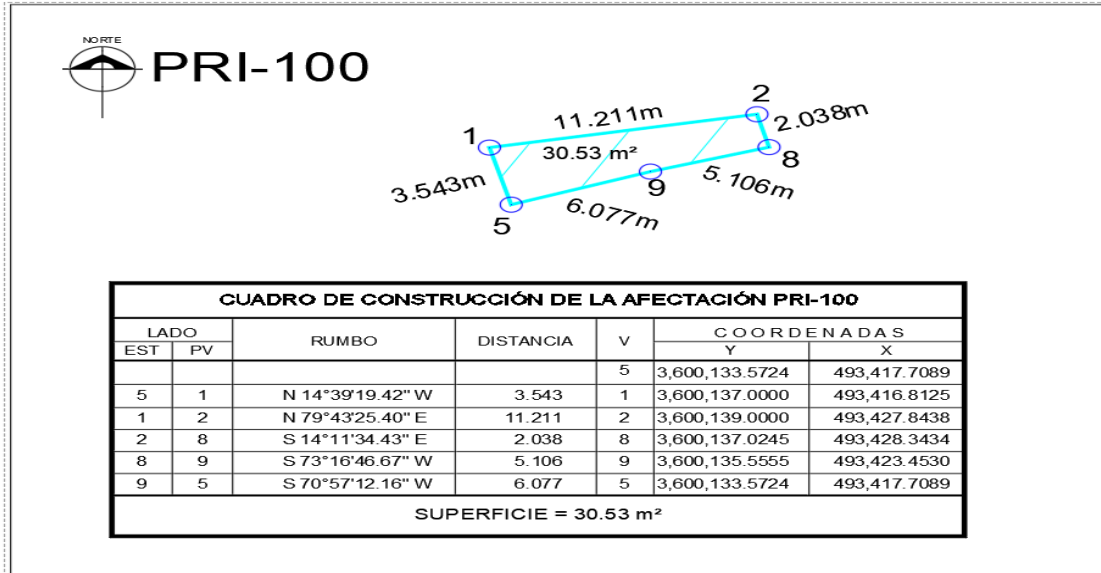 NORTE
PRI-100
2
11.211m
2.038m
1
30.53 m²
8
3.543m
9
5.106m
5
6.077m
CUADRO DE CONSTRUCCIÓN DE LA AFECTACIÓN PRI-100
LADO RUMBO DISTANCIA V COORDENADAS
EST PV Y X
5 3,600,133.5724 493,417.7089
5 1 N 14°39'19.42" W 3.543 1 3,600,137.0000 493,416.8125
1 2 N 79°43'25.40" E 11.211 2 3,600,139.0000 493,427.8438
2 8 S 14°11'34.43" E 2.038 8 3,600,137.0245 493,428.3434
8 9 S 73°16'46.67" W 5.106 9 3,600,135.5555 493,423.4530
9 5 S 70°57'12.16" W 6.077 5 3,600,133.5724 493,417.7089
SUPERFICIE = 30.53 m²